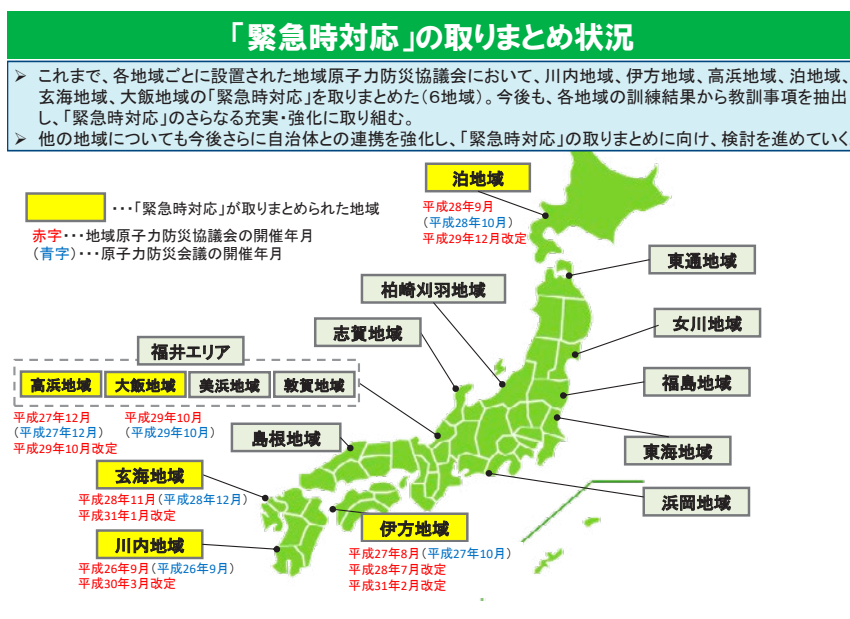 「緊急時対応」の取りまとめ状況
➢ これまで、各地域ごとに設置された地域原子力防災協議会において、川内地域、伊方地域、高浜地域、泊地域、
玄海地域、大飯地域の「緊急時対応」を取りまとめた（６地域）。今後も、各地域の訓練結果から教訓事項を抽出
し、「緊急時対応」のさらなる充実・強化に取り組む。
➢ 他の地域についても今後さらに自治体との連携を強化し、「緊急時対応」の取りまとめに向け、検討を進めていく
・・・「緊急時対応」が取りまとめられた地域
赤字・・・地域原子力防災協議会の開催年月
（青字）・・・原子力防災会議の開催年月
泊地域
平成28年9月
（平成28年10月）
平成29年12月改定
東通地域
柏崎刈羽地域
女川地域
志賀地域
福井エリア
高浜地域 大飯地域 美浜地域 敦賀地域
福島地域
平成27年12月 平成29年10月
（平成27年12月） （平成29年10月）
平成29年10月改定
島根地域
東海地域
玄海地域
平成28年11月（平成28年12月）
平成31年1月改定
浜岡地域
伊方地域
平成27年8月（平成27年10月）
平成28年7月改定
平成31年2月改定
川内地域
平成26年9月（平成26年9月）
平成30年3月改定